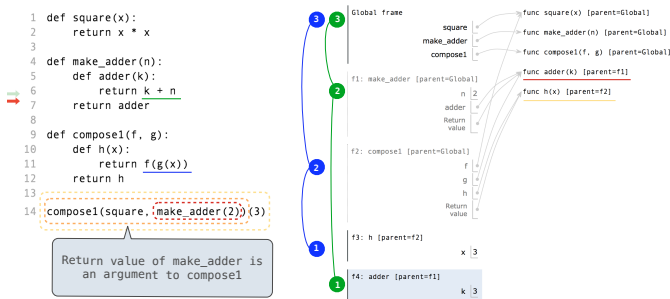 1 def square(x):
2 return x * x
3
4 def make_adder(n):
5 def adder(k):
6 return k + n
7 return adder
8
9 def compose1(f, g):
10 def h(x):
11 return f(g(x))
12 return h
13
14 compose1(square, make_adder(2))(3)
Return value of make_adder is
an argument to compose1
3 3 Global frame
square
make_adder
compose1
f1: make_adder [parent=Global]
2
n 2
adder
Return
value
f2: compose1 [parent=Global]
2
f
g
h
Return
value
f3: h [parent=f2]
1
x 3
f4: adder [parent=f1]
1
k 3
func square(x) [parent=Global]
func make_adder(n) [parent=Global]
func compose1(f, g) [parent=Global]
func adder(k) [parent=f1]
func h(x) [parent=f2]